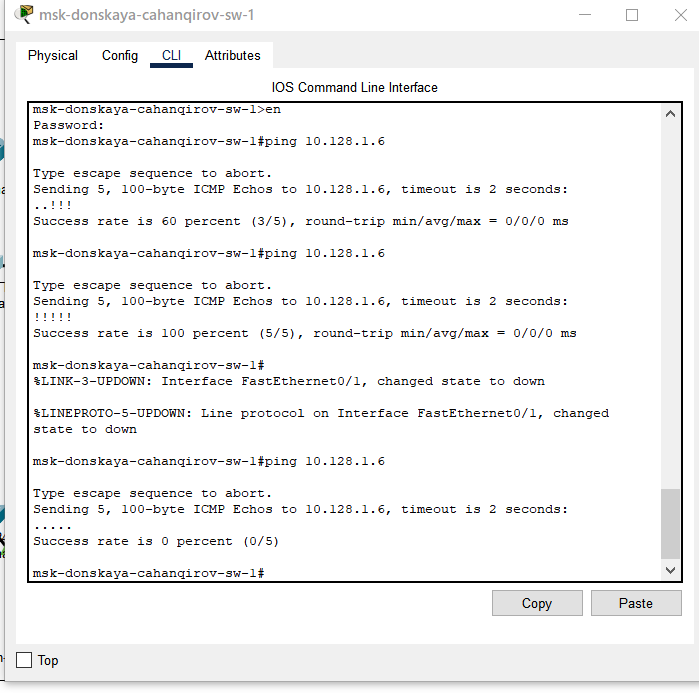 msk-donskaya-cahanqirov-sw-1
Physical Config CLI Attributes
IOS Command Line Interface
msk-donskaya-cahanqirov-sw-1>en
Password:
msk-donskaya-cahanqirov-sw-1#ping 10.128.1.6
Type escape sequence to abort.
Sending 5, 100-byte ICMP Echos to 10.128.1.6, timeout is 2 seconds:
..!!!
Success rate is 60 percent (3/5), round-trip min/avg/max = 0/0/0 ms
msk-donskaya-cahanqirov-sw-1#ping 10.128.1.6
Type escape sequence to abort.
Sending 5, 100-byte ICMP Echos to 10.128.1.6, timeout is 2 seconds:
!!!!!
Success rate is 100 percent (5/5), round-trip min/avg/max = 0/0/0 ms
msk-donskaya-cahanqirov-sw-1#
%LINK-3-UPDOWN: Interface FastEthernet0/1, changed state to down
%LINEPROTO-5-UPDOWN: Line protocol on Interface FastEthernet0/1, changed
state to down
msk-donskaya-cahanqirov-sw-1#ping 10.128.1.6
Type escape sequence to abort.
Sending 5, 100-byte ICMP Echos to 10.128.1.6, timeout is 2 seconds:
.....
Success rate is 0 percent (0/5)
msk-donskaya-cahanqirov-sw-1#
Copy Paste
Top